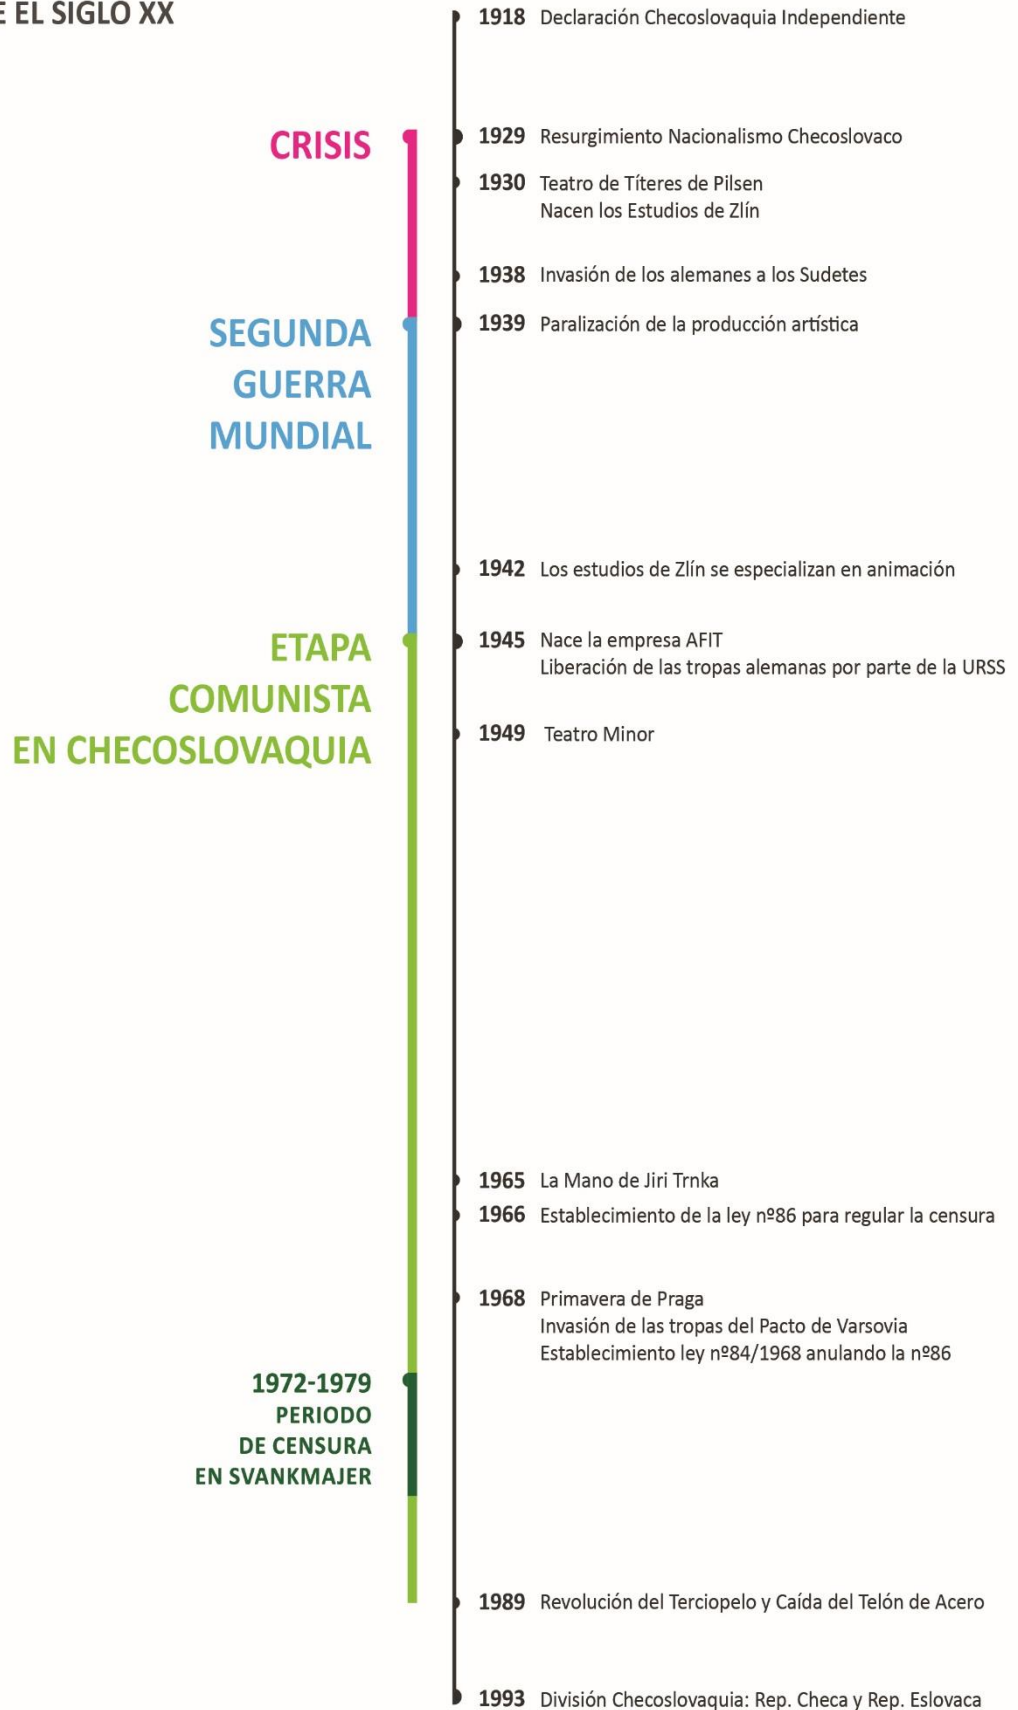 EL SIGLO XX
1918 Declaración Checoslovaquia Independiente
CRISIS
1929 Resurgimiento Nacionalismo Checoslovaco
1930 Teatro de Títeres de Pilsen
Nacen los Estudios de Zlín
1938 Invasión de los alemanes a los Sudetes
SEGUNDA
GUERRA
MUNDIAL
1939 Paralización de la producción artística
1942 Los estudios de Zlín se especializan en animación
ETAPA
COMUNISTA
EN CHECOSLOVAQUIA
1945 Nace la empresa AFIT
Liberación de las tropas alemanas por parte de la URSS
1949 Teatro Minor
1965 La Mano de Jiri Trnka
1966 Establecimiento de la ley nº86 para regular la censura
1968 Primavera de Praga
Invasión de las tropas del Pacto de Varsovia
Establecimiento ley nº84/1968 anulando la nº86
1972-1979
PERIODO
DE CENSURA
EN SVANKMAJER
1989 Revolución del Terciopelo y Caída del Telón de Acero
1993 División Checoslovaquia: Rep. Checa y Rep. Eslovaca